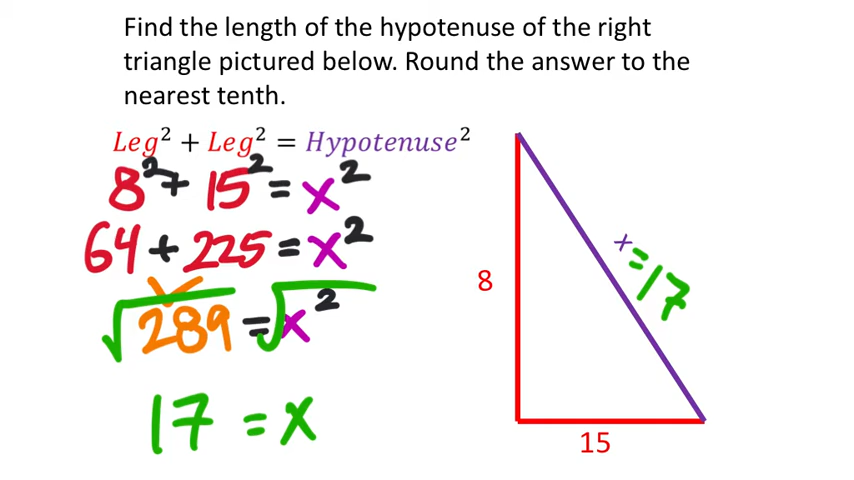 Find the length of the hypotenuse of the right
triangle pictured below. Round the answer to the
nearest tenth.
Leg² + Leg² = Hypotenuse²
8² + 15² = x²
64 + 225 = x²
√289 = √x²
17 = x
8
x = 17
15